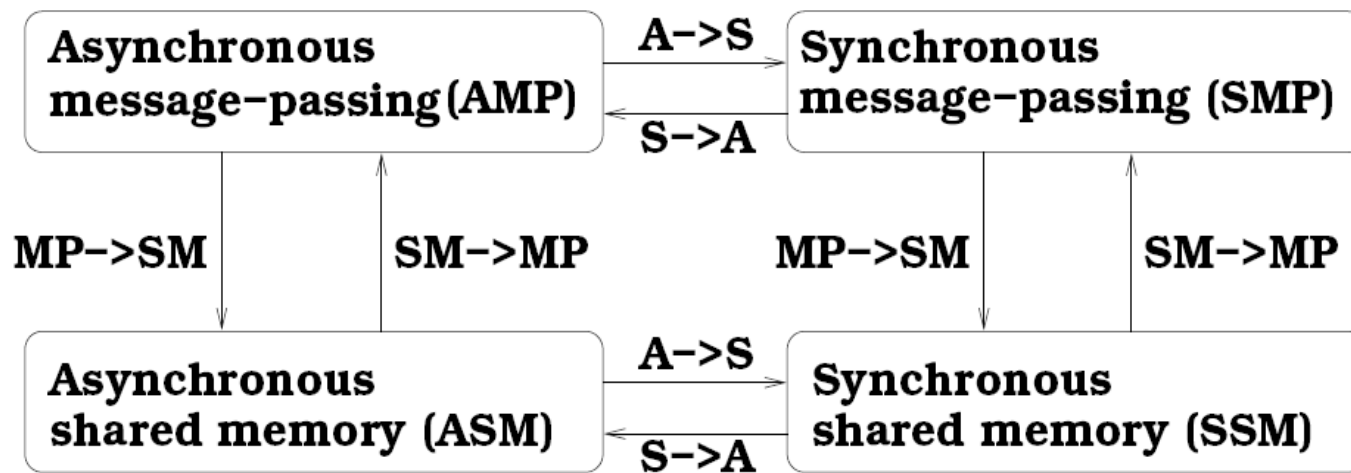 Asynchronous
message-passing (AMP)
A->S
S->A
Synchronous
message-passing (SMP)
MP->SM
SM->MP
MP->SM
SM->MP
Asynchronous
shared memory (ASM)
A->S
S->A
Synchronous
shared memory (SSM)